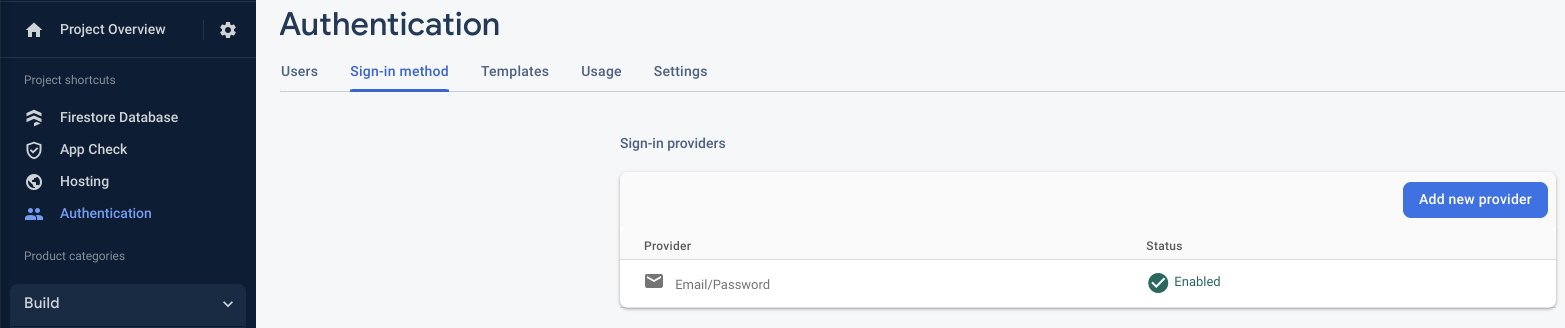 Project Overview
Project shortcuts
Firestore Database
App Check
Hosting
Authentication
Product categories
Build
Authentication
Users Sign-in method Templates Usage Settings
Sign-in providers
Add new provider
Provider Status
Email/Password Enabled